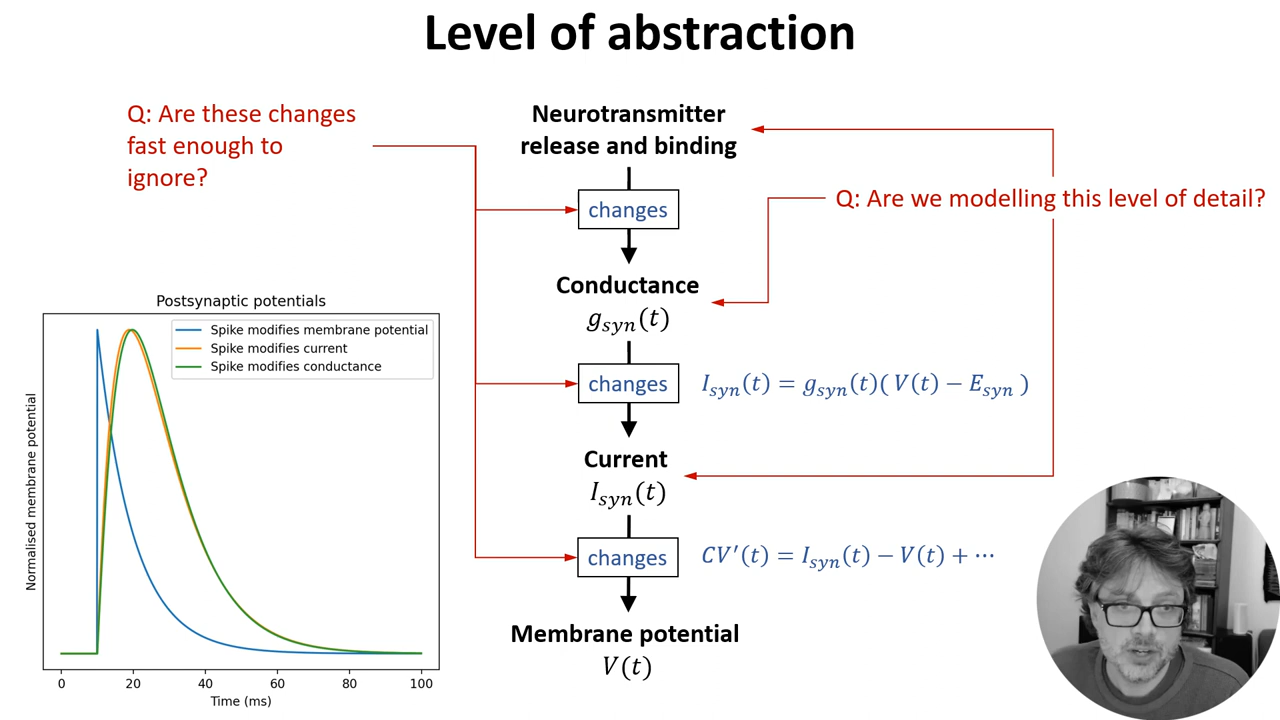 Level of abstraction
Q: Are these changes
fast enough to
ignore?
Neurotransmitter
release and binding
changes
Q: Are we modelling this level of detail?
Conductance
g_syn(t)
changes
I_syn(t) = g_syn(t)( V(t) − E_syn )
Current
I_syn(t)
changes
CV′(t) = I_syn(t) − V(t) + ⋯
Membrane potential
V(t)
Postsynaptic potentials
Spike modifies membrane potential
Spike modifies current
Spike modifies conductance
Normalised membrane potential
0 20 40 60 80 100
Time (ms)